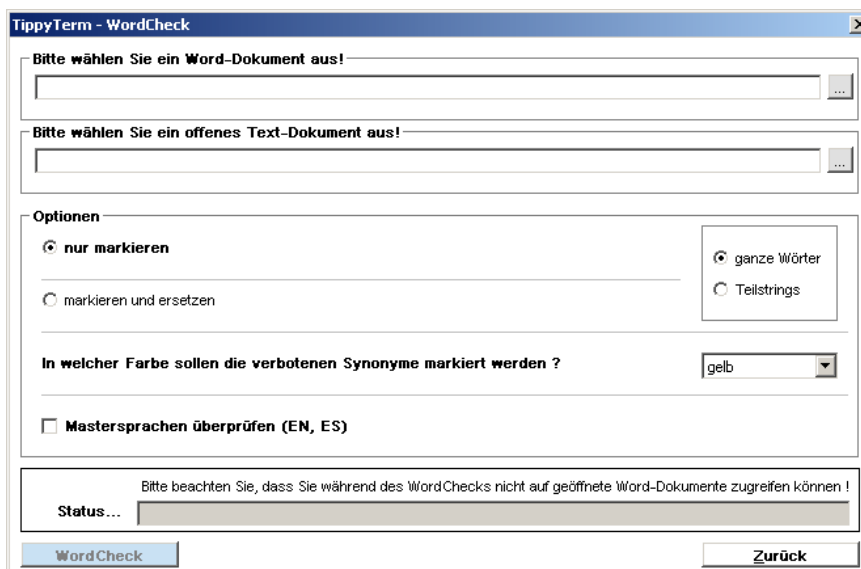 TippyTerm - WordCheck
Bitte wählen Sie ein Word-Dokument aus!
...
Bitte wählen Sie ein offenes Text-Dokument aus!
...
Optionen
nur markieren
ganze Wörter
markieren und ersetzen
Teilstrings
In welcher Farbe sollen die verbotenen Synonyme markiert werden ?
gelb
Mastersprachen überprüfen (EN, ES)
Bitte beachten Sie, dass Sie während des WordChecks nicht auf geöffnete Word-Dokumente zugreifen können !
Status...
WordCheck
Zurück